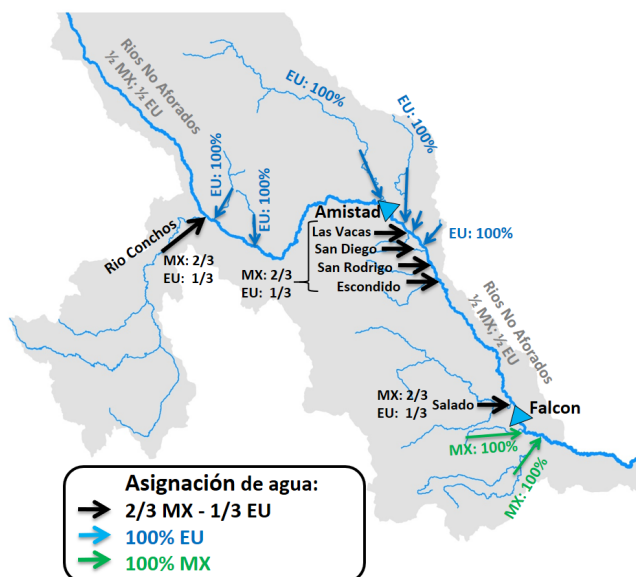 Rios No Aforados
½ MX; ½ EU
EU: 100%
EU: 100%
EU: 100%
EU: 100%
Rio Conchos
MX: 2/3
EU: 1/3
Amistad
Las Vacas
San Diego
San Rodrigo
Escondido
MX: 2/3
EU: 1/3
EU: 100%
Rios No Aforados
½ MX; ½ EU
MX: 2/3
EU: 1/3
Salado
Falcon
MX: 100%
MX: 100%
Asignación de agua:
2/3 MX - 1/3 EU
100% EU
100% MX